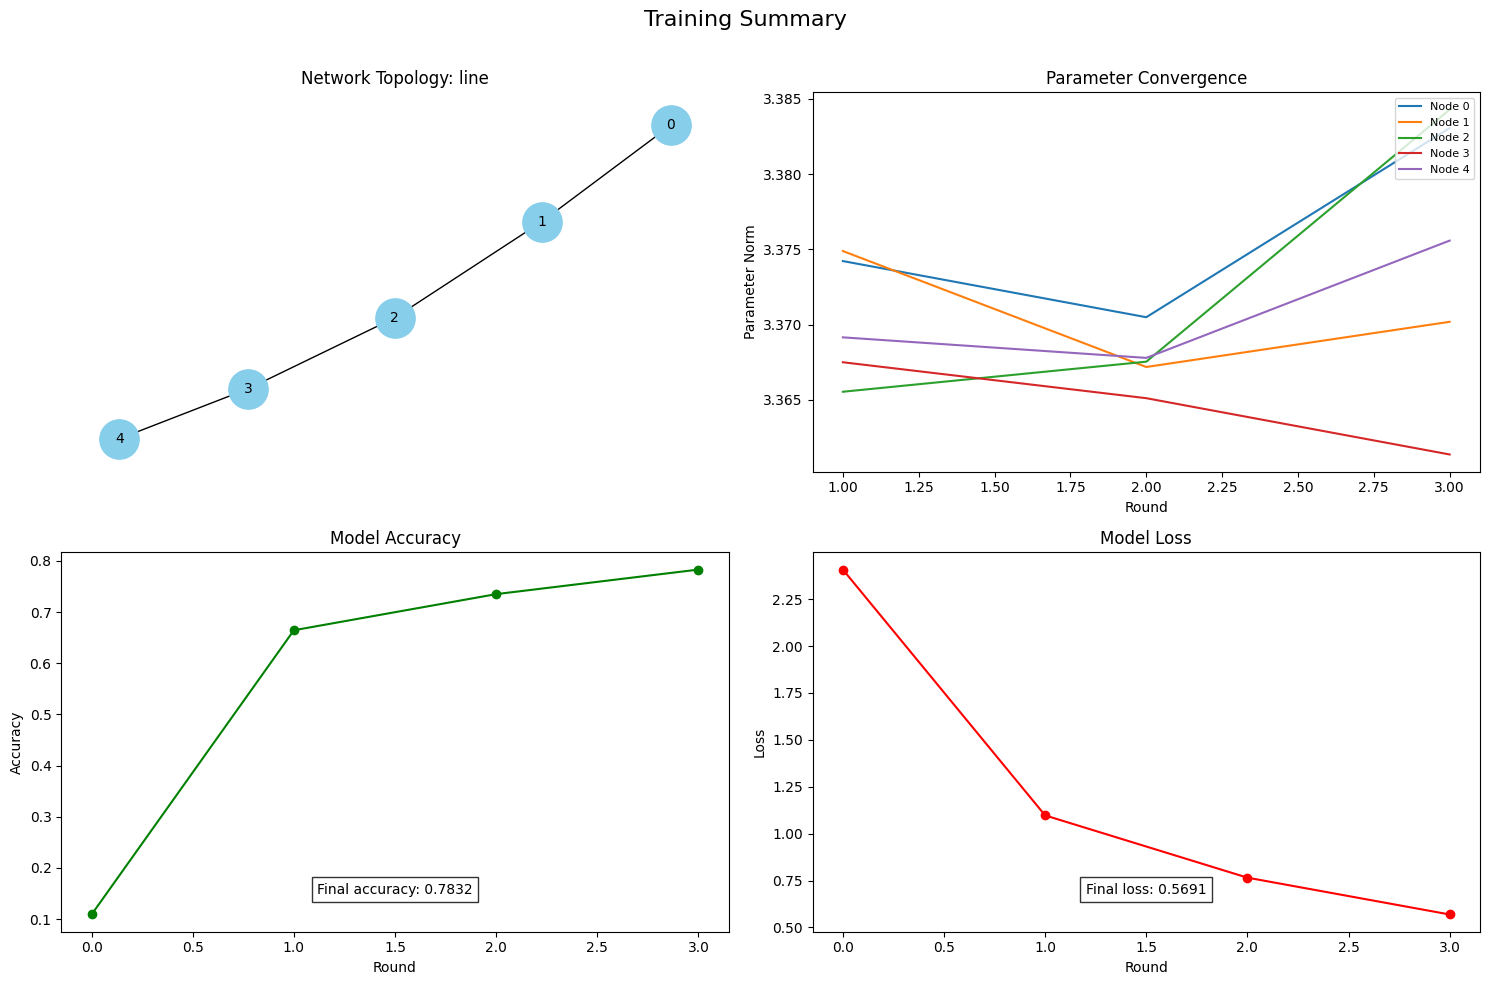 Training Summary
Network Topology: line
0
1
2
3
4
Parameter Convergence
3.385
3.380
3.375
3.370
3.365
Parameter Norm
Node 0
Node 1
Node 2
Node 3
Node 4
1.00 1.25 1.50 1.75 2.00 2.25 2.50 2.75 3.00
Round
Model Accuracy
0.8
0.7
0.6
0.5
0.4
0.3
0.2
0.1
Accuracy
Final accuracy: 0.7832
0.0 0.5 1.0 1.5 2.0 2.5 3.0
Round
Model Loss
2.25
2.00
1.75
1.50
1.25
1.00
0.75
0.50
Loss
Final loss: 0.5691
0.0 0.5 1.0 1.5 2.0 2.5 3.0
Round